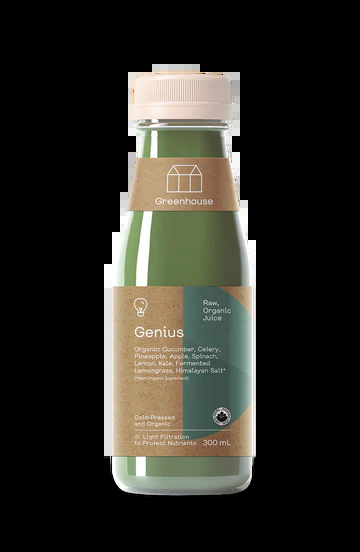 Greenhouse
Raw,
Organic
Juice
Genius
Organic: Cucumber, Celery,
Pineapple, Apple, Spinach,
Lemon, Kale, Fermented
Lemongrass, Himalayan Salt*
(*Non-Organic Ingredient)
Cold-Pressed
and Organic
Light Filtration
to Protect Nutrients
300 mL